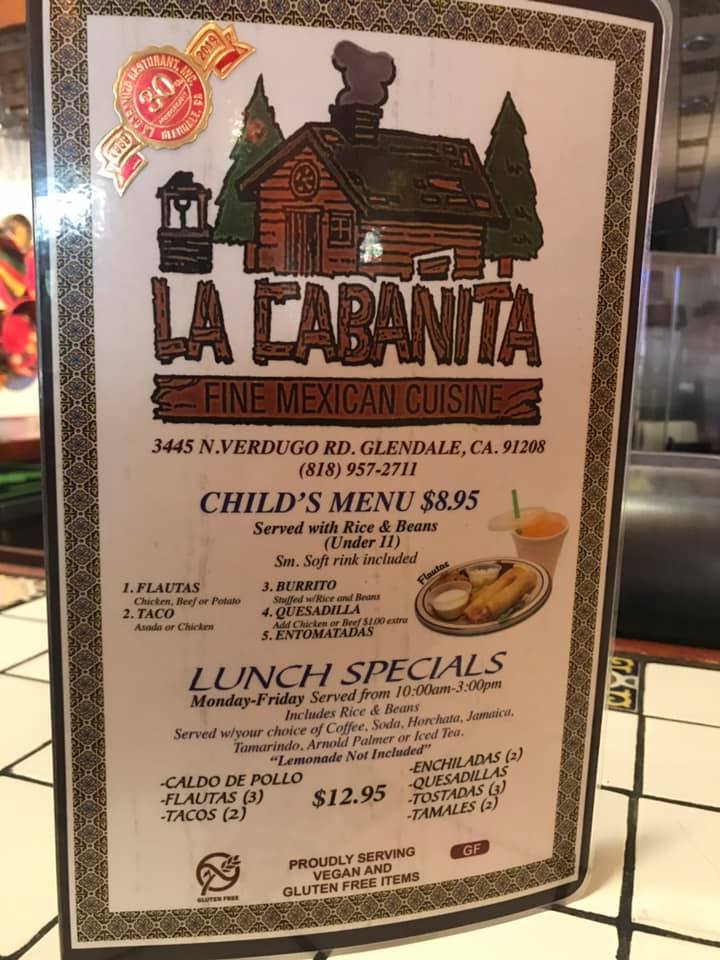 2019
LA CABANITA RESTORANT, INC.
30
1989
LA CABANITA
FINE MEXICAN CUISINE
3445 N.VERDUGO RD. GLENDALE, CA. 91208
(818) 957-2711
CHILD'S MENU $8.95
Served with Rice & Beans
(Under 11)
Sm. Soft rink included
1. FLAUTAS
Chicken, Beef or Potato
2. TACO
Asada or Chicken
3. BURRITO
Stuffed w/Rice and Beans
4. QUESADILLA
Add Chicken or Beef $1.00 extra
5. ENTOMATADAS
Flautas
LUNCH SPECIALS
Monday-Friday Served from 10:00am-3:00pm
Includes Rice & Beans
Served w/your choice of Coffee, Soda, Horchata, Jamaica,
Tamarindo, Arnold Palmer or Iced Tea.
"Lemonade Not Included"
-CALDO DE POLLO
-FLAUTAS (3)
-TACOS (2)
$12.95
-ENCHILADAS (2)
-QUESADILLAS
-TOSTADAS (3)
-TAMALES (2)
GLUTEN FREE
PROUDLY SERVING
VEGAN AND
GLUTEN FREE ITEMS
GF